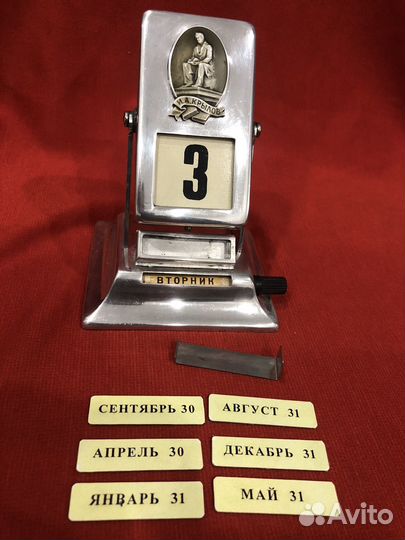 И.А.КРЫЛОВ
3
ВТОРНИК
СЕНТЯБРЬ 30
АВГУСТ 31
АПРЕЛЬ 30
ДЕКАБРЬ 31
ЯНВАРЬ 31
МАЙ 31
Avito